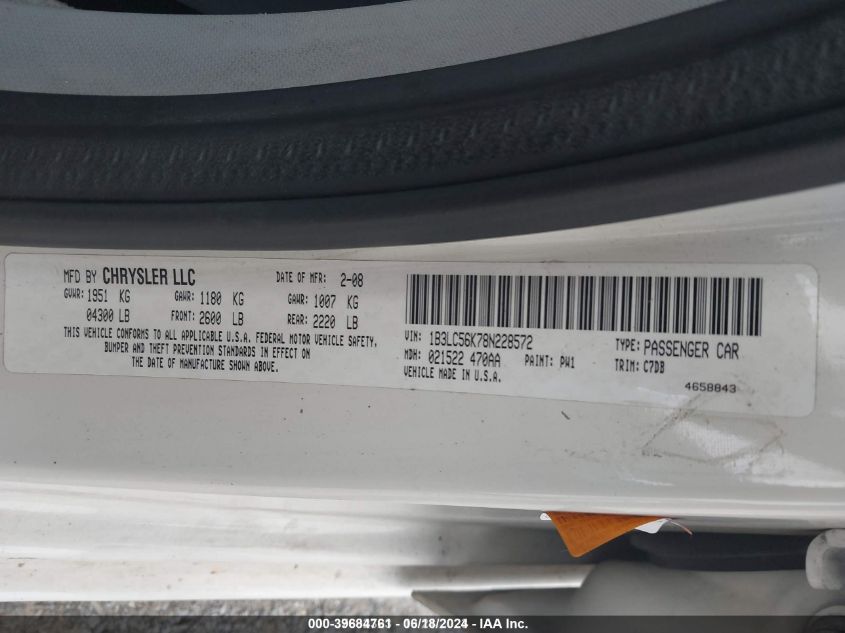 MFD BY CHRYSLER LLC DATE OF MFR: 2-08
GVWR: 1951 KG GAWR: 1180 KG GAWR: 1007 KG
04300 LB FRONT: 2600 LB REAR: 2220 LB
THIS VEHICLE CONFORMS TO ALL APPLICABLE U.S.A. FEDERAL MOTOR VEHICLE SAFETY,
BUMPER AND THEFT PREVENTION STANDARDS IN EFFECT ON
THE DATE OF MANUFACTURE SHOWN ABOVE.
VIN: 1B3LC56K78N228572 TYPE: PASSENGER CAR
MDH: 021522 470AA PAINT: PW1 TRIM: C7DB
VEHICLE MADE IN U.S.A. 4658843
000-39684761 - 06/18/2024 - IAAI - Copyright © 2024, IAA, Inc.